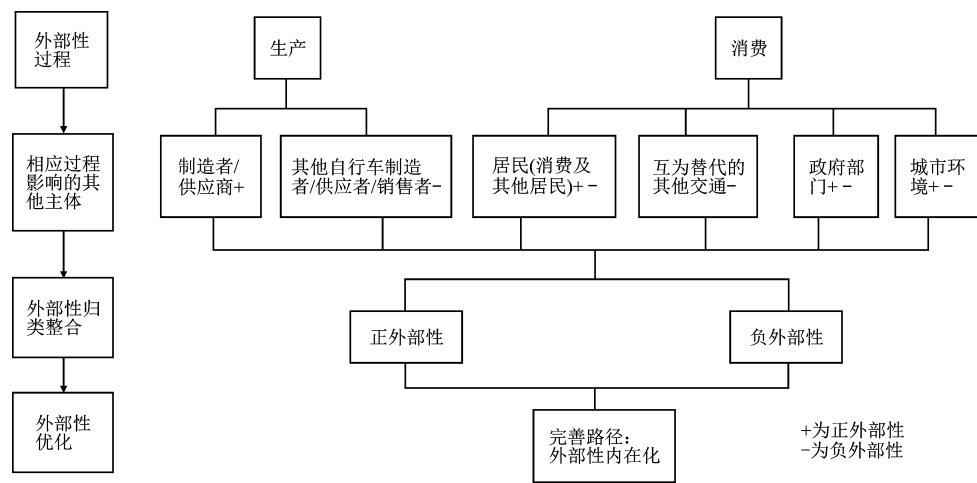 外部性
过程
生产
消费
相应过程
影响的其
他主体
制造者/
供应商+
其他自行车制造
者/供应者/销售者-
居民(消费及
其他居民)+ -
互为替代的
其他交通-
政府部
门+ -
城市环
境+ -
外部性归
类整合
正外部性
负外部性
外部性
优化
完善路径：
外部性内在化
+为正外部性
-为负外部性